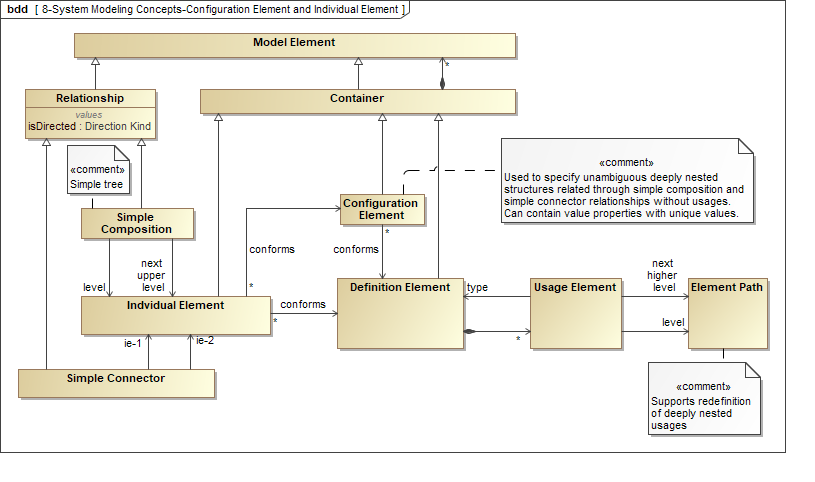 bdd [ 8-System Modeling Concepts-Configuration Element and Individual Element ]
Model Element
*
Relationship
values
isDirected : Direction Kind
Container
«comment»
Simple tree
«comment»
Used to specify unambiguous deeply nested
structures related through simple composition and
simple connector relationships without usages.
Can contain value properties with unique values.
Configuration
Element
*
Simple
Composition
conforms
conforms
level
next
upper
level
*
Indvidual Element
conforms
*
Definition Element
type
*
Usage Element
next
higher
level
level
Element Path
ie-1
ie-2
Simple Connector
«comment»
Supports redefinition
of deeply nested
usages